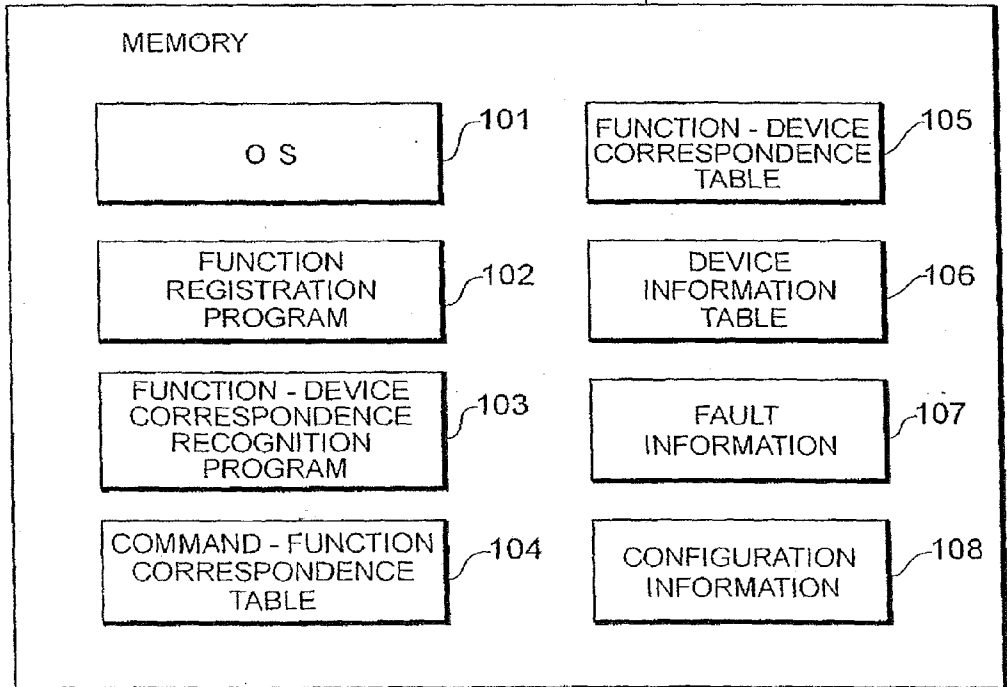 MEMORY
O S
101
FUNCTION
REGISTRATION
PROGRAM
102
FUNCTION - DEVICE
CORRESPONDENCE
RECOGNITION
PROGRAM
103
COMMAND - FUNCTION
CORRESPONDENCE
TABLE
104
FUNCTION - DEVICE
CORRESPONDENCE
TABLE
105
DEVICE
INFORMATION
TABLE
106
FAULT
INFORMATION
107
CONFIGURATION
INFORMATION
108